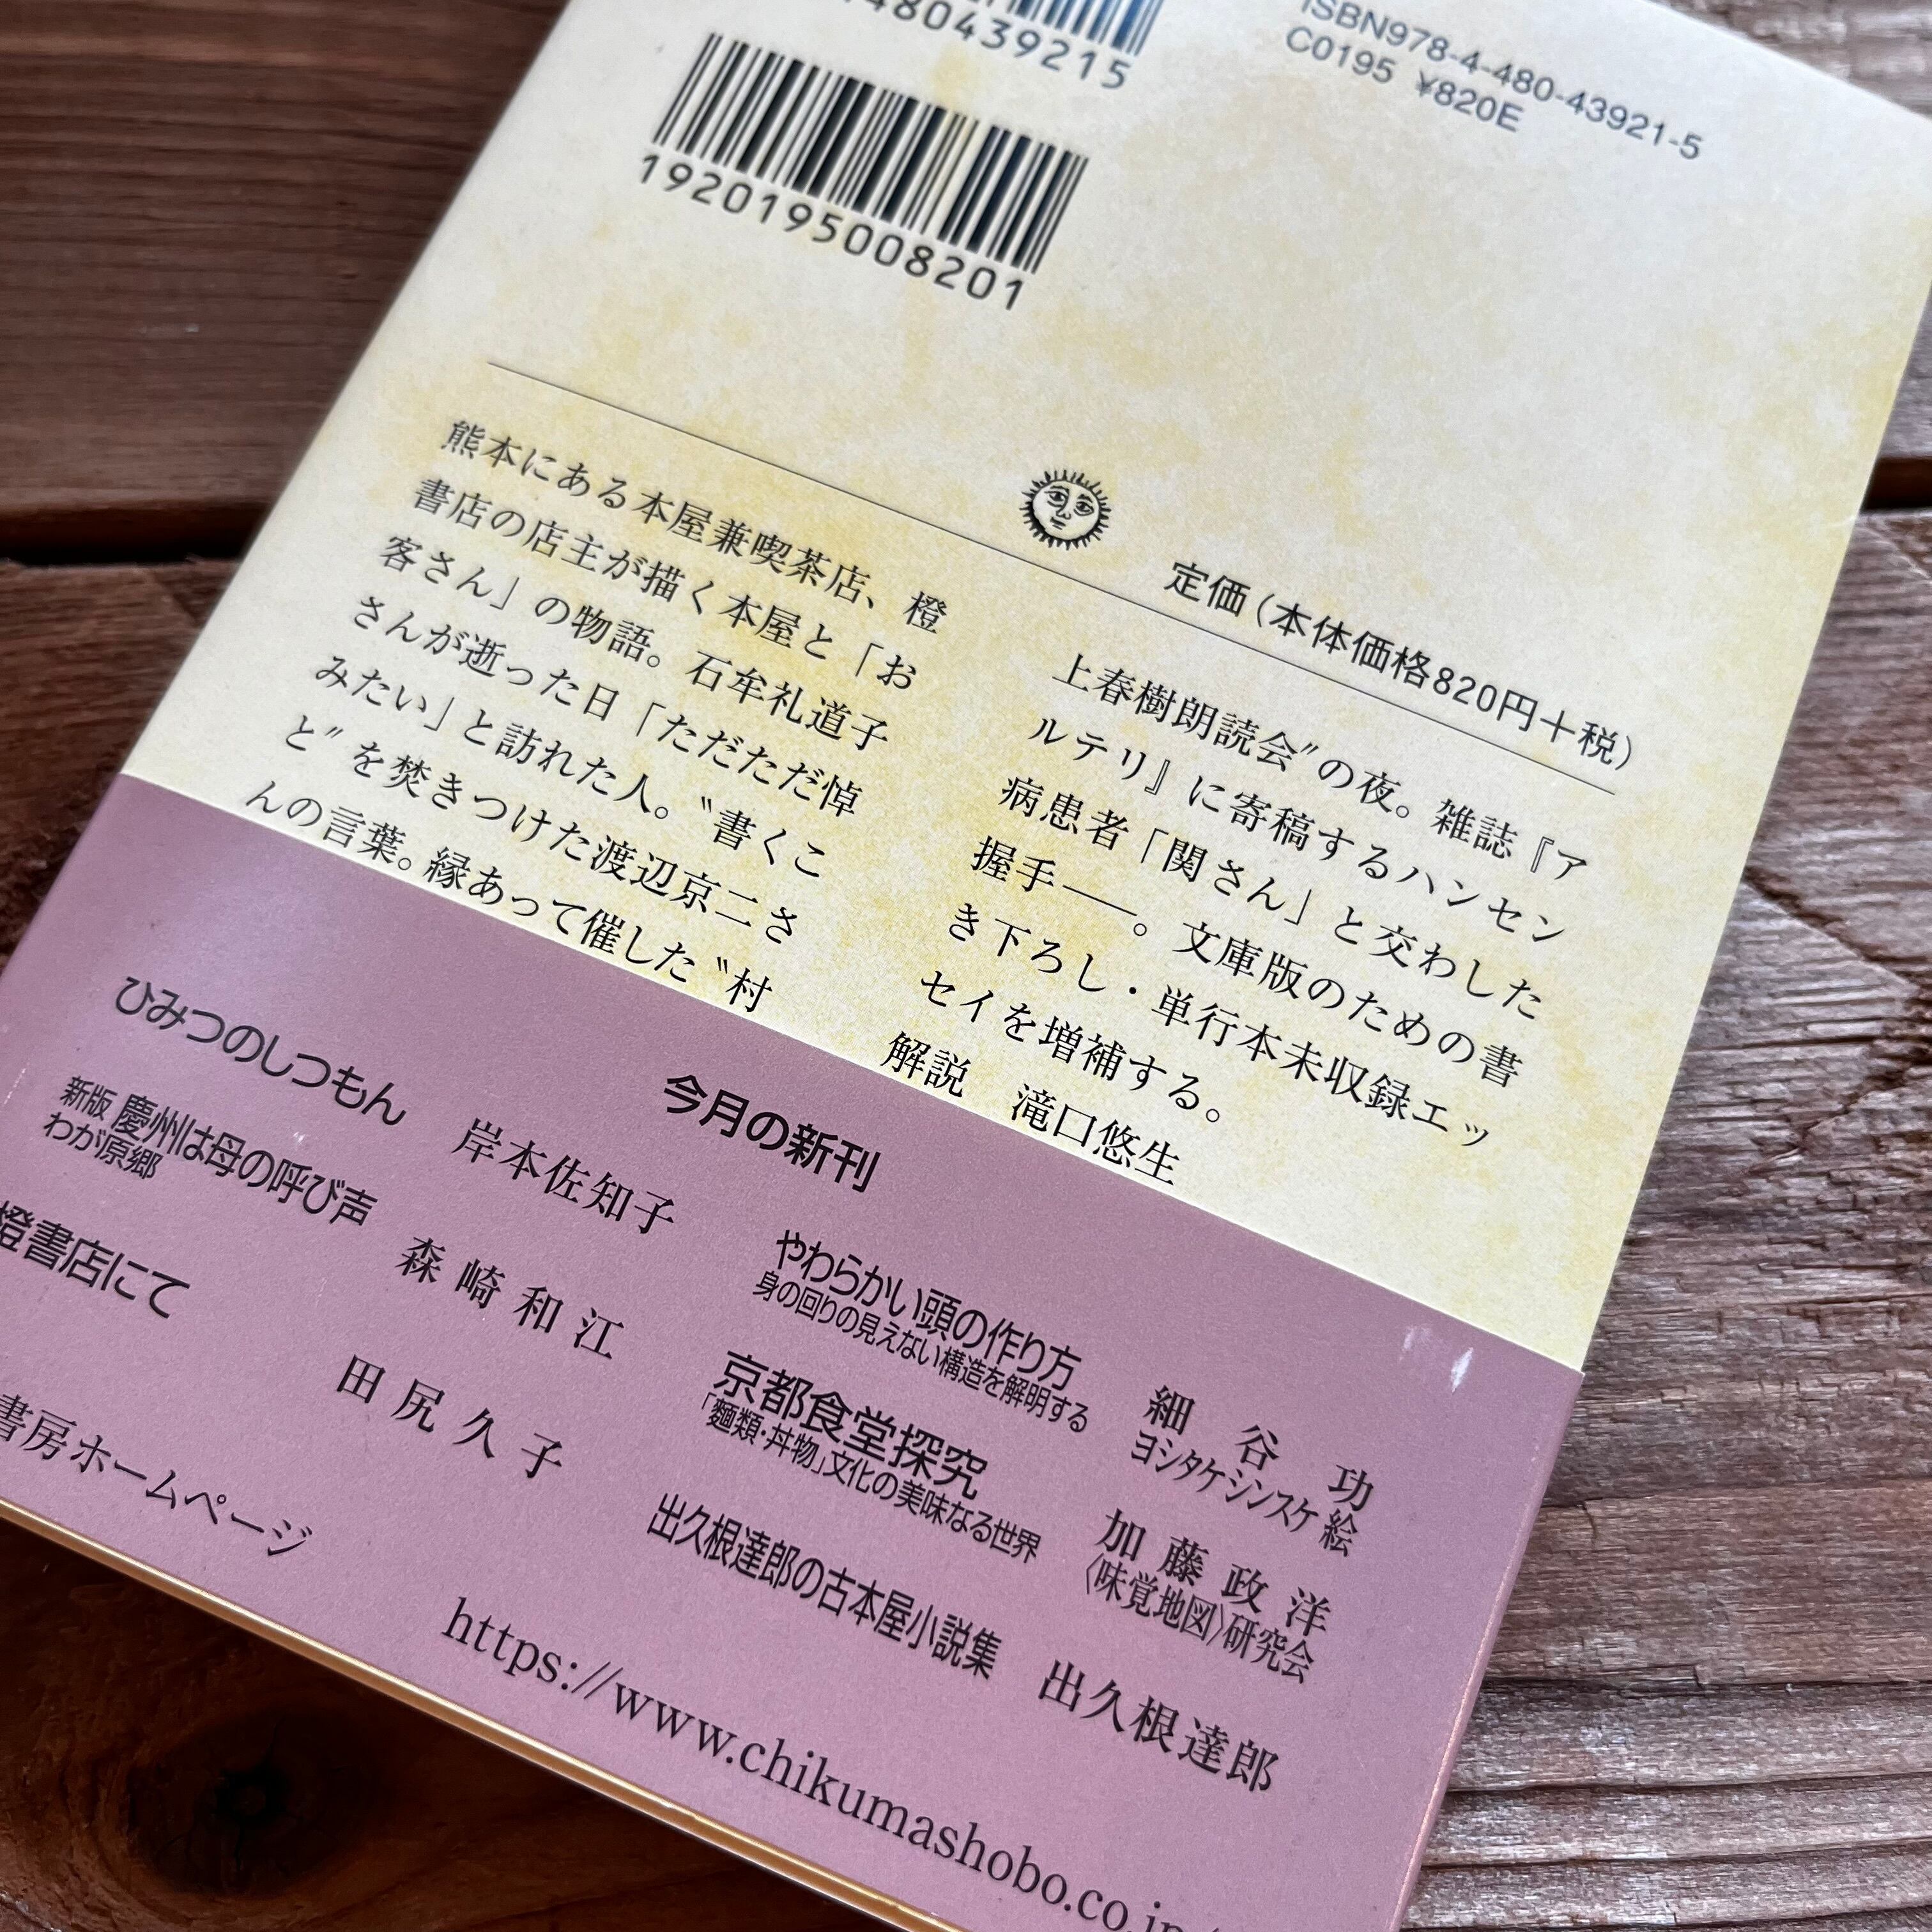 480439215
ISBN978-4-480-43921-5
C0195 ¥820E
1920195008201
定価(本体価格820円+税)
熊本にある本屋兼喫茶店、橙
書店の店主が描く本屋と「お
客さん」の物語。石牟礼道子
さんが逝った日「ただただ悼
みたい」と訪れた人。〝書くこ
と〟を焚きつけた渡辺京二さ
んの言葉。縁あって催した〝村
上春樹朗読会〟の夜。雑誌『ア
ルテリ』に寄稿するハンセン
病患者「関さん」と交わした
握手――。文庫版のための書
き下ろし・単行本未収録エッ
セイを増補する。
解説 滝口悠生
今月の新刊
ひみつのしつもん 岸本佐知子
新版 慶州は母の呼び声 森崎和江
わが原郷
橙書店にて 田尻久子
やわらかい頭の作り方 細谷功
身の回りの見えない構造を解明する ヨシタケシンスケ 絵
京都食堂探究 加藤政洋
「麺類・丼物」文化の美味なる世界 〈味覚地図〉研究会
出久根達郎の古本屋小説集 出久根達郎
書房ホームページ https://www.chikumashobo.co.jp/